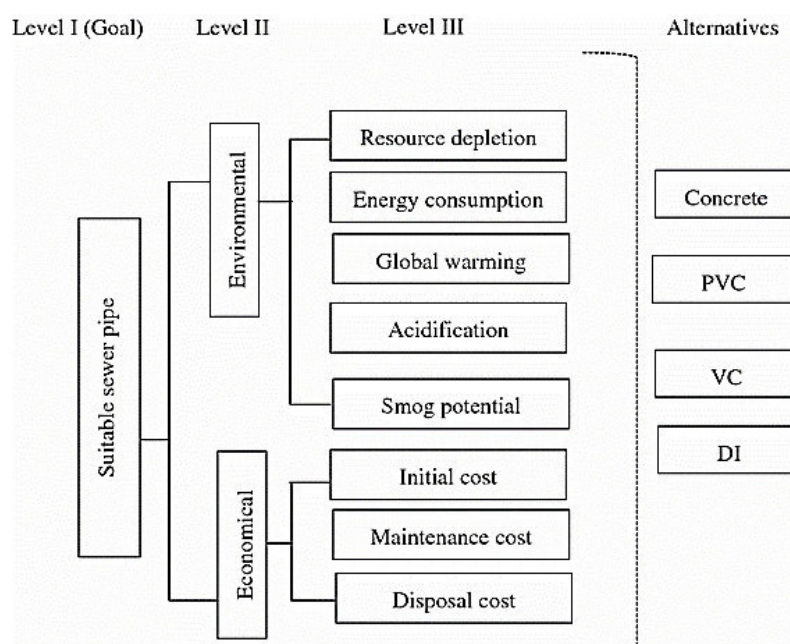 Level I (Goal) Level II Level III Alternatives
Suitable sewer pipe
Environmental
Resource depletion
Energy consumption
Global warming
Acidification
Smog potential
Economical
Initial cost
Maintenance cost
Disposal cost
Concrete
PVC
VC
DI